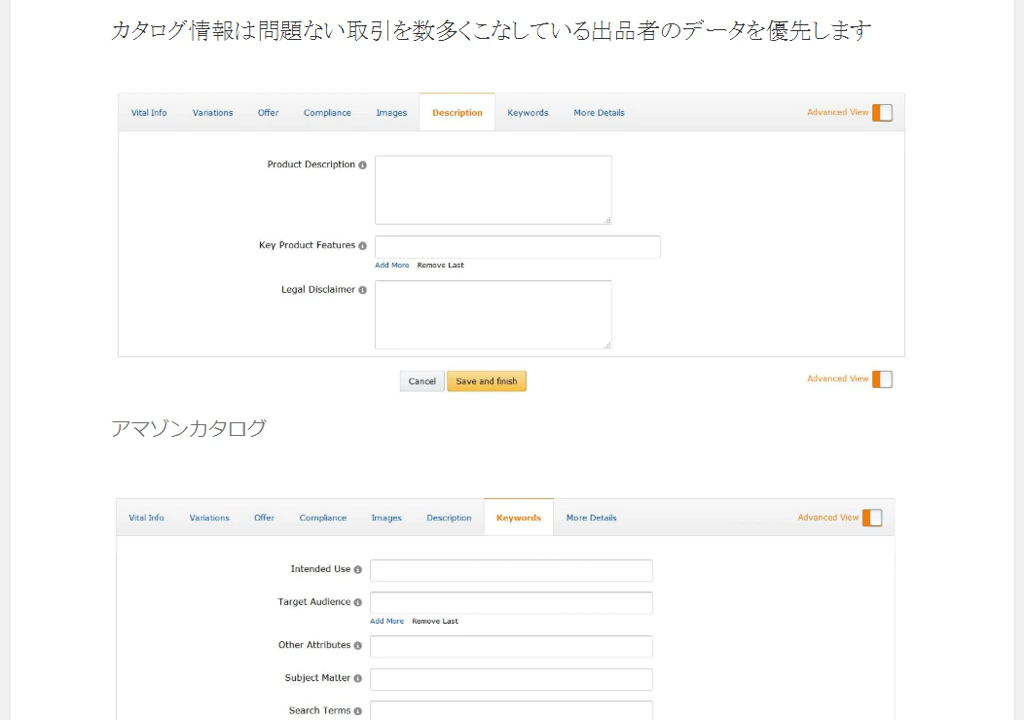 カタログ情報は問題ない取引を数多くこなしている出品者のデータを優先します
Vital Info Variations Offer Compliance Images Description Keywords More Details Advanced View
Product Description
Key Product Features
Add More Remove Last
Legal Disclaimer
Cancel Save and finish Advanced View
アマゾンカタログ
Vital Info Variations Offer Compliance Images Description Keywords More Details Advanced View
Intended Use
Target Audience
Add More Remove Last
Other Attributes
Subject Matter
Search Terms